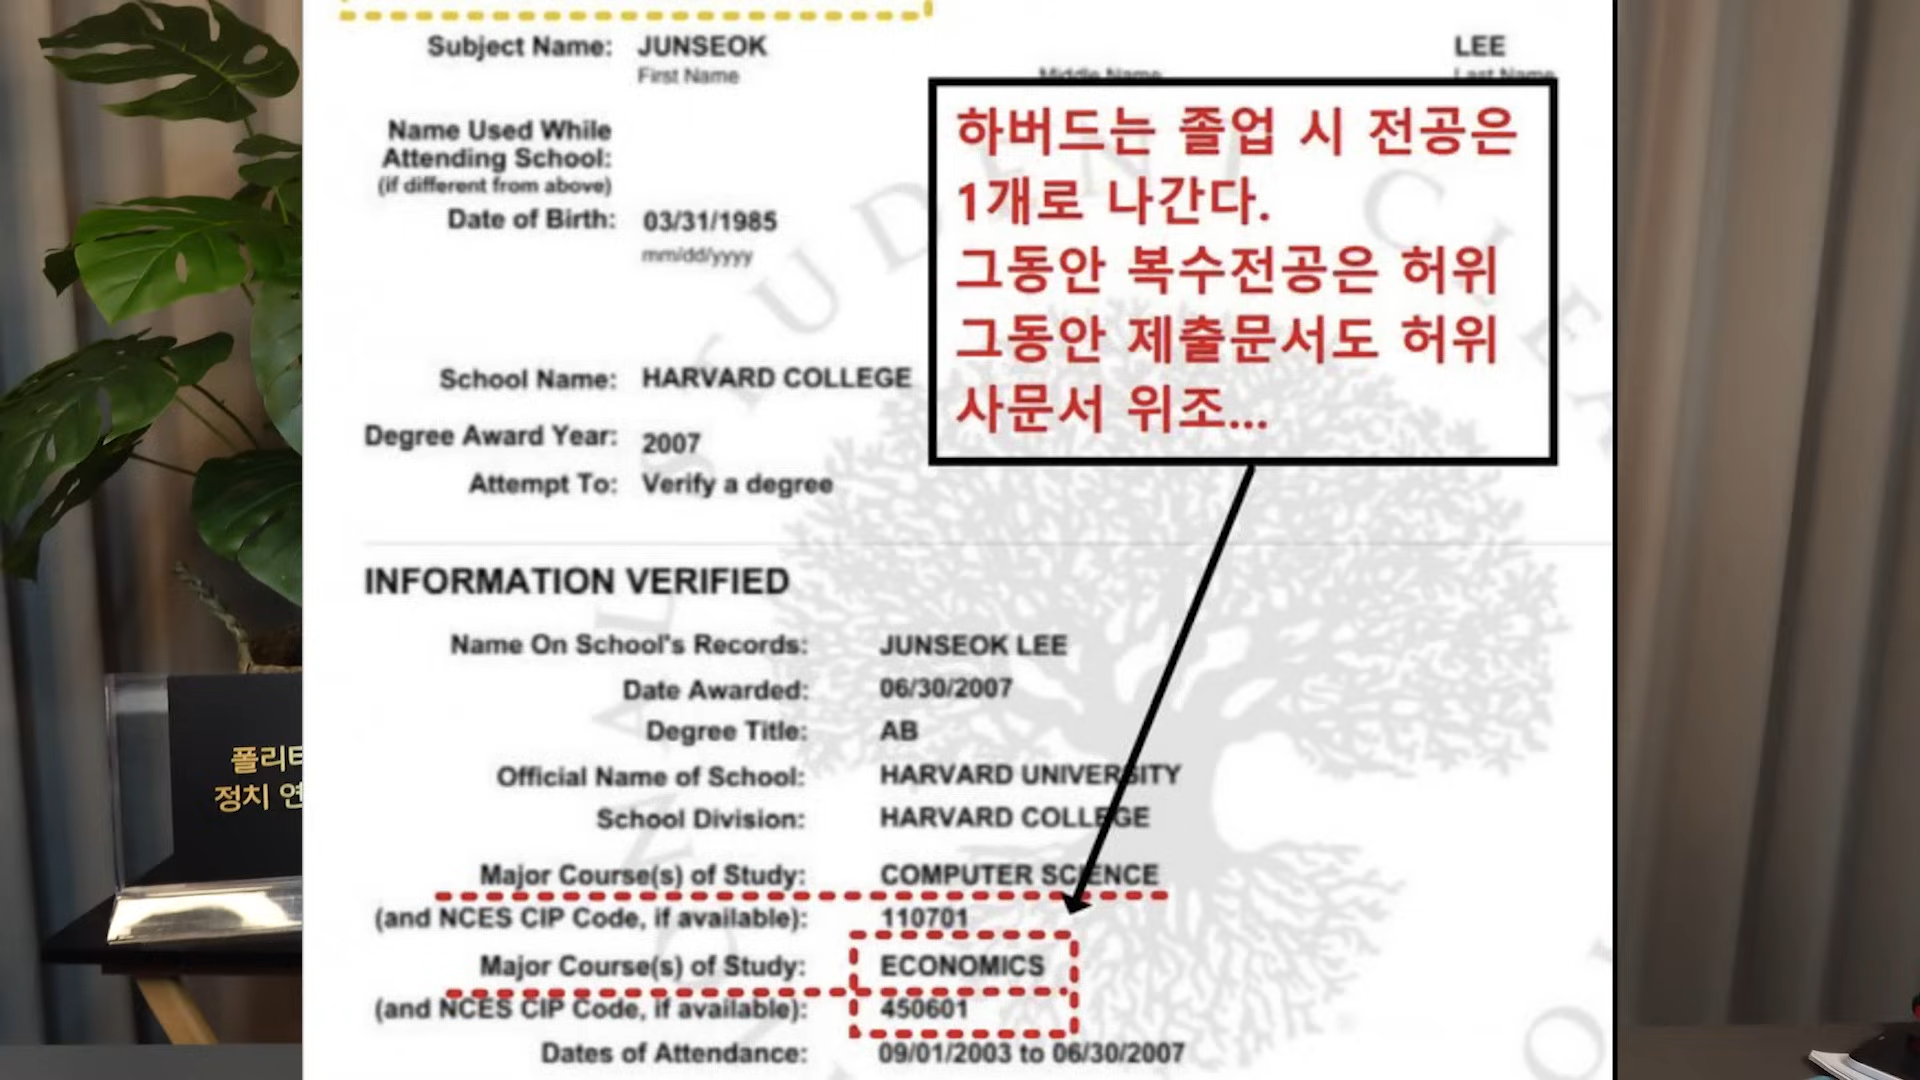 Subject Name: JUNSEOK LEE
First Name Middle Name Last Name
하버드는 졸업 시 전공은
1개로 나간다.
그동안 복수전공은 허위
그동안 제출문서도 허위
사문서 위조...
Name Used While
Attending School:
(if different from above)
Date of Birth: 03/31/1985
mm/dd/yyyy
School Name: HARVARD COLLEGE
Degree Award Year: 2007
Attempt To: Verify a degree
INFORMATION VERIFIED
Name On School's Records: JUNSEOK LEE
Date Awarded: 06/30/2007
Degree Title: AB
Official Name of School: HARVARD UNIVERSITY
School Division: HARVARD COLLEGE
Major Course(s) of Study: COMPUTER SCIENCE
(and NCES CIP Code, if available): 110701
Major Course(s) of Study: ECONOMICS
(and NCES CIP Code, if available): 450601
Dates of Attendance: 09/01/2003 to 06/30/2007
정치